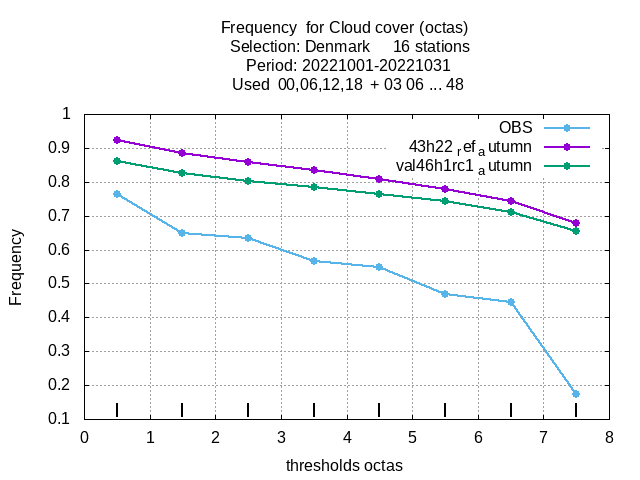 Frequency for Cloud cover (octas)
Selection: Denmark 16 stations
Period: 20221001-20221031
Used 00,06,12,18 + 03 06 ... 48
OBS
43h22 ref a utumn
val46h1rc1 a utumn
1
0.9
0.8
0.7
0.6
0.5
0.4
0.3
0.2
0.1
Frequency
0 1 2 3 4 5 6 7 8
thresholds octas